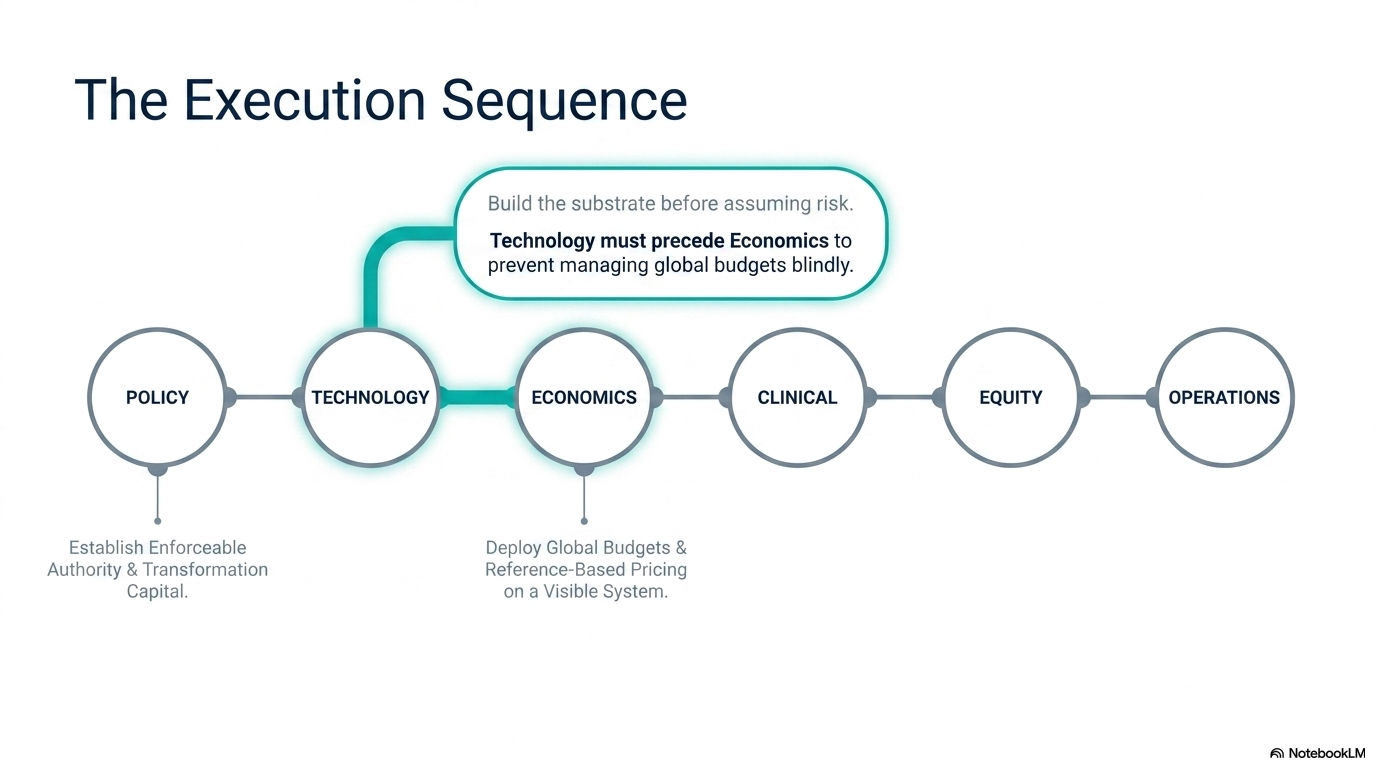 The Execution Sequence
Build the substrate before assuming risk.
Technology must precede Economics to
prevent managing global budgets blindly.
POLICY
TECHNOLOGY
ECONOMICS
CLINICAL
EQUITY
OPERATIONS
Establish Enforceable
Authority & Transformation
Capital.
Deploy Global Budgets &
Reference-Based Pricing
on a Visible System.
NotebookLM